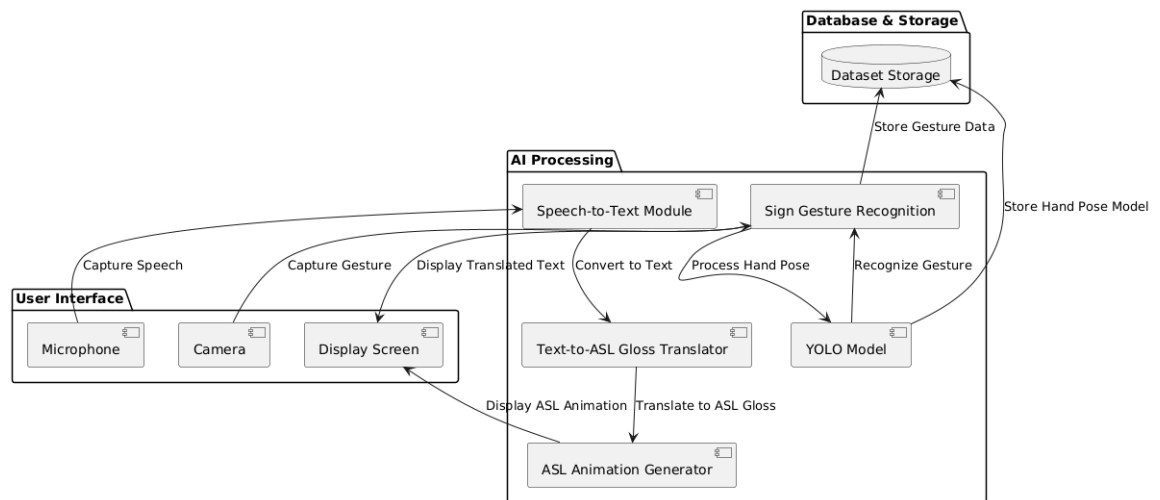 Database & Storage
Dataset Storage
Store Gesture Data
AI Processing
Speech-to-Text Module
Sign Gesture Recognition
Store Hand Pose Model
Capture Speech
Capture Gesture
Display Translated Text
Convert to Text
Process Hand Pose
Recognize Gesture
User Interface
Microphone
Camera
Display Screen
Text-to-ASL Gloss Translator
YOLO Model
Display ASL Animation
Translate to ASL Gloss
ASL Animation Generator